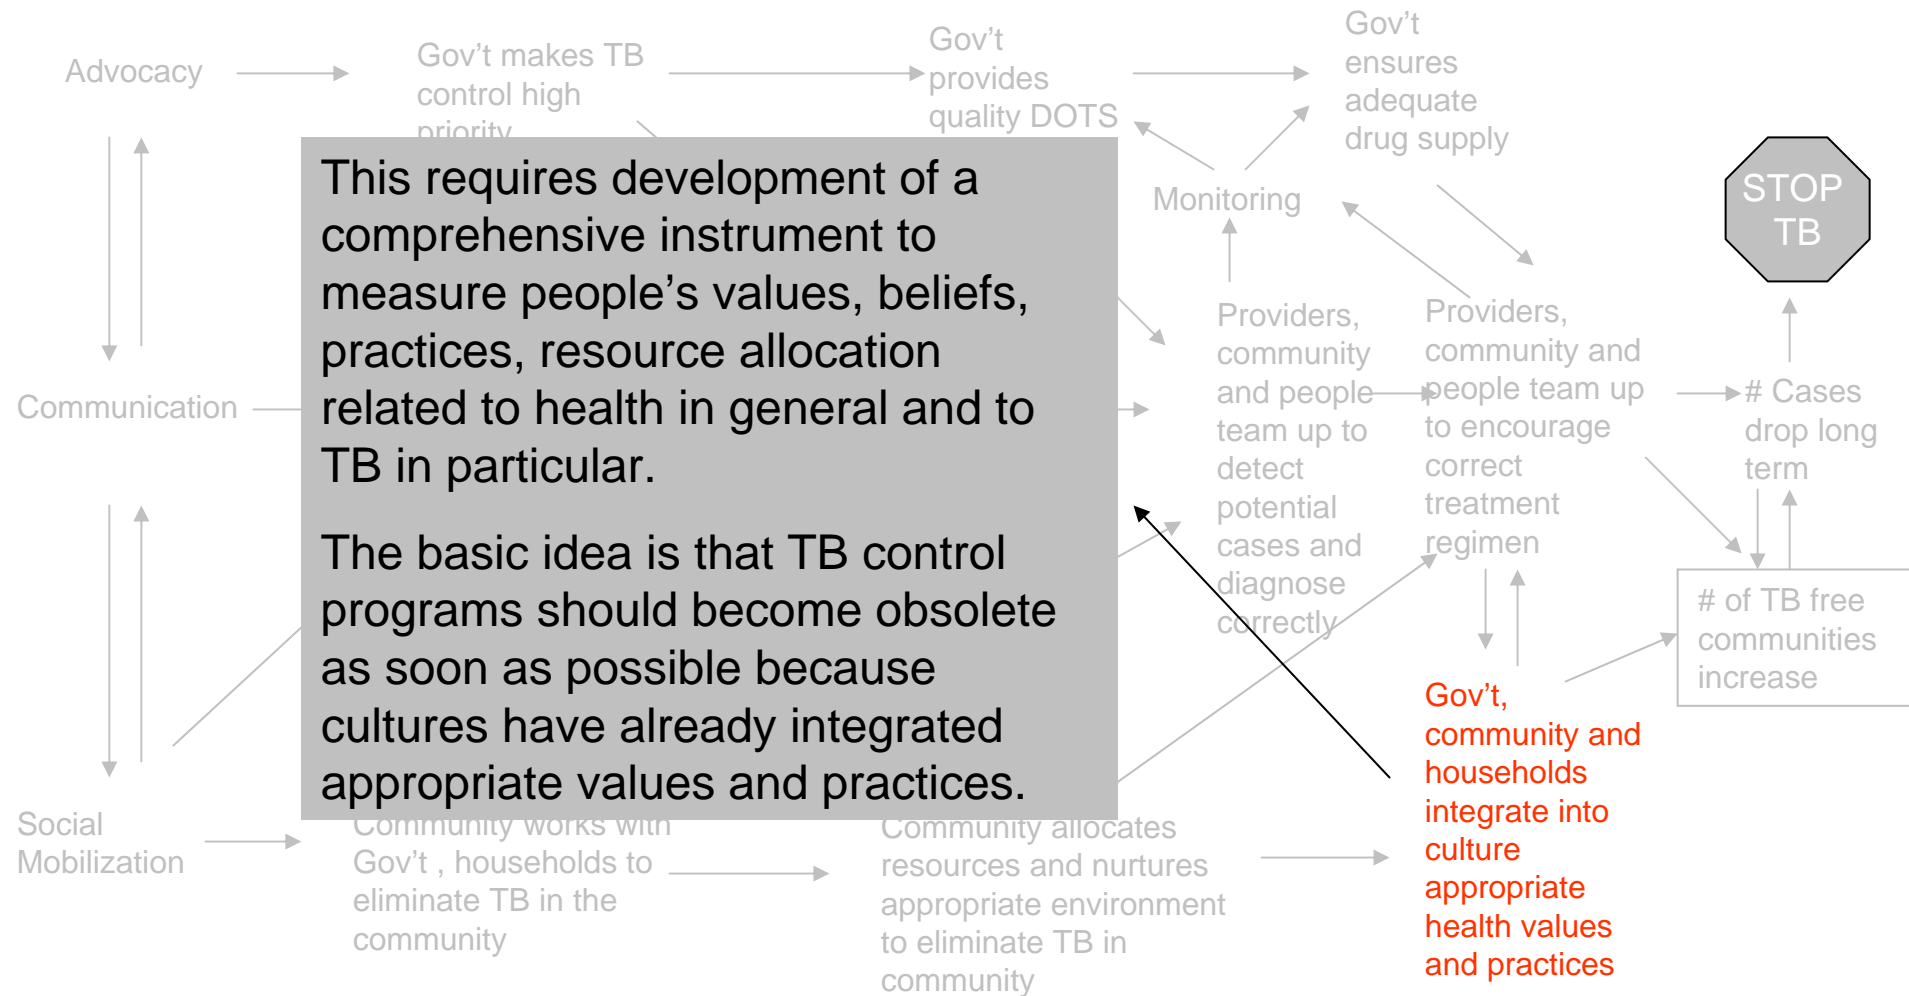 Advocacy
Gov’t makes TB
control high
priority
Gov’t
provides
quality DOTS
Gov’t
ensures
adequate
drug supply
Monitoring
STOP
TB
This requires development of a
comprehensive instrument to
measure people’s values, beliefs,
practices, resource allocation
related to health in general and to
TB in particular.
The basic idea is that TB control
programs should become obsolete
as soon as possible because
cultures have already integrated
appropriate values and practices.
Communication
Providers,
community
and people
team up to
detect
potential
cases and
diagnose
correctly
Providers,
community and
people team up
to encourage
correct
treatment
regimen
# Cases
drop long
term
# of TB free
communities
increase
Social
Mobilization
Community works with
Gov’t , households to
eliminate TB in the
community
Community allocates
resources and nurtures
appropriate environment
to eliminate TB in
community
Gov’t,
community and
households
integrate into
culture
appropriate
health values
and practices